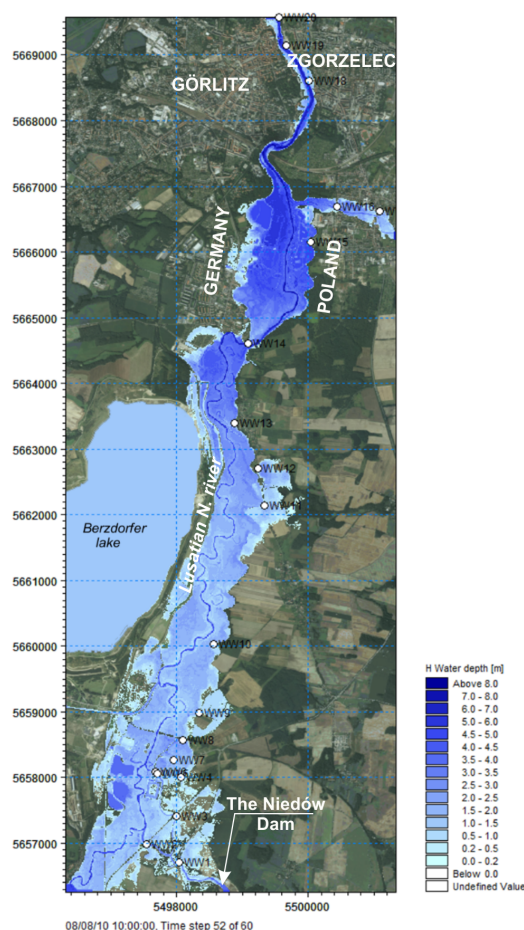 WW20
5669000
WW19
ZGORZELEC
GÖRLITZ
WW18
5668000
5667000
WW16
5666000
WW15
GERMANY
POLAND
5665000
WW14
5664000
WW13
5663000
WW12
WW11
5662000
Lusatian N. river
Berzdorfer
lake
5661000
5660000
WW10
5659000
WW9
WW8
WW7
5658000
WW4
The Niedów
Dam
WW3
5657000
WW1
5498000
5500000
08/08/10 10:00:00, Time step 52 of 60
H Water depth [m]
Above 8.0
7.0 - 8.0
6.0 - 7.0
5.0 - 6.0
4.5 - 5.0
4.0 - 4.5
3.5 - 4.0
3.0 - 3.5
2.5 - 3.0
2.0 - 2.5
1.5 - 2.0
1.0 - 1.5
0.5 - 1.0
0.2 - 0.5
0.0 - 0.2
Below 0.0
Undefined Value